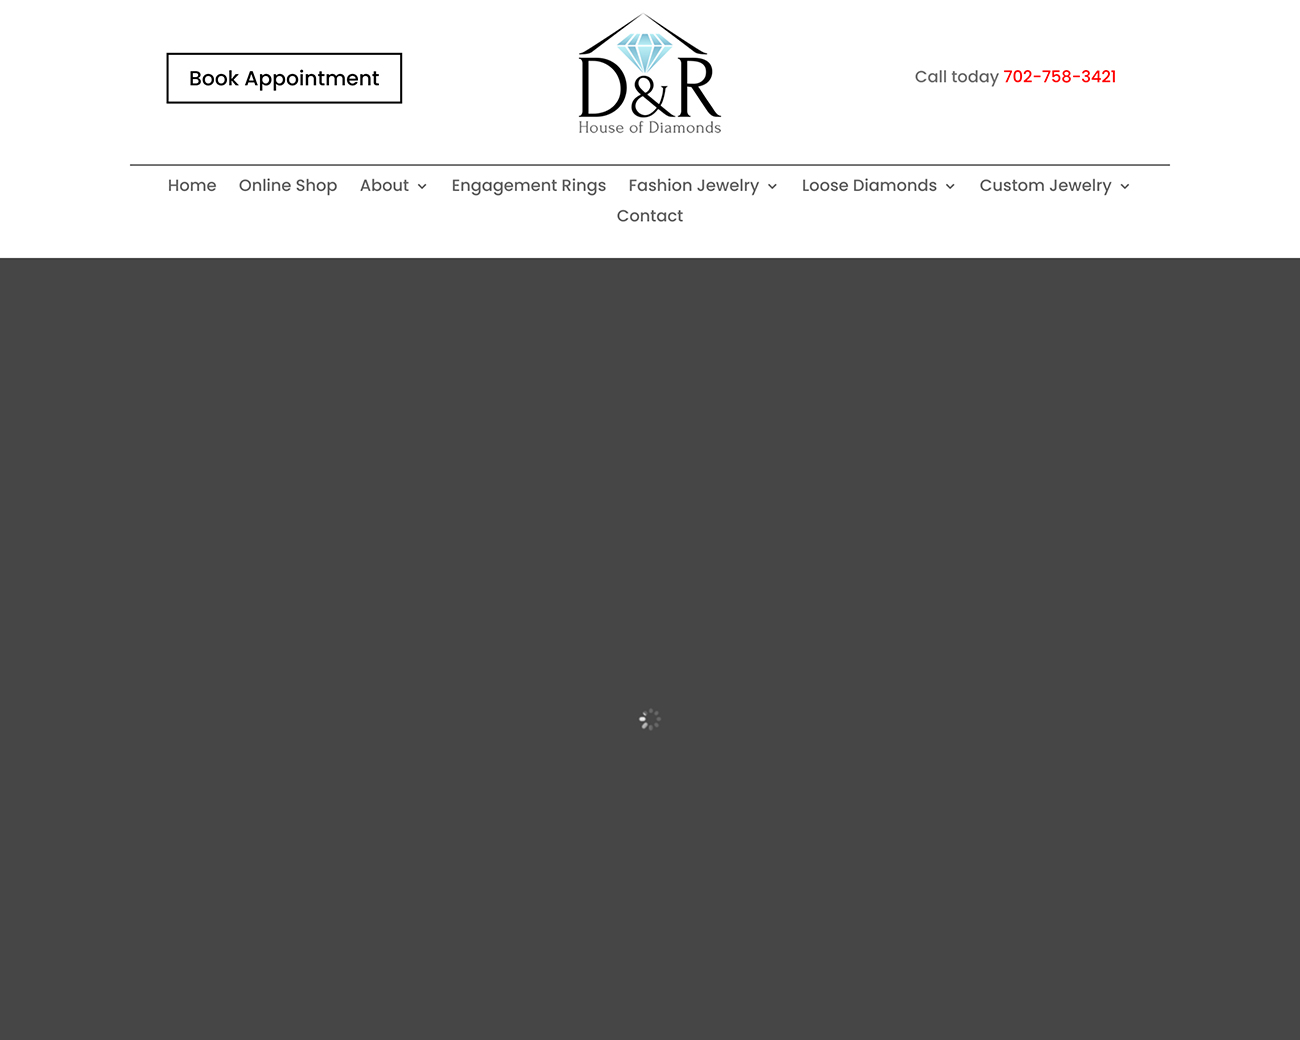 Book Appointment
D&R
House of Diamonds
Call today 702-758-3421
Home Online Shop About Engagement Rings Fashion Jewelry Loose Diamonds Custom Jewelry
Contact